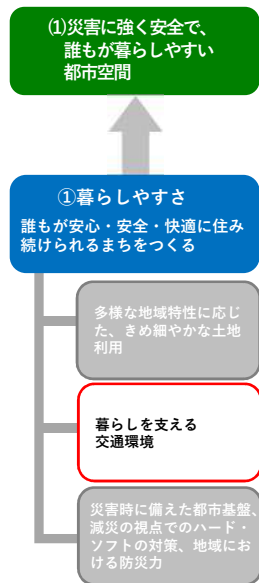 (1)災害に強く安全で、
誰もが暮らしやすい
都市空間
①暮らしやすさ
誰もが安心・安全・快適に住み
続けられるまちをつくる
多様な地域特性に応じ
た、きめ細やかな土地
利用
暮らしを支える
交通環境
災害時に備えた都市基盤、
減災の視点でのハード・
ソフトの対策、地域にお
ける防災力